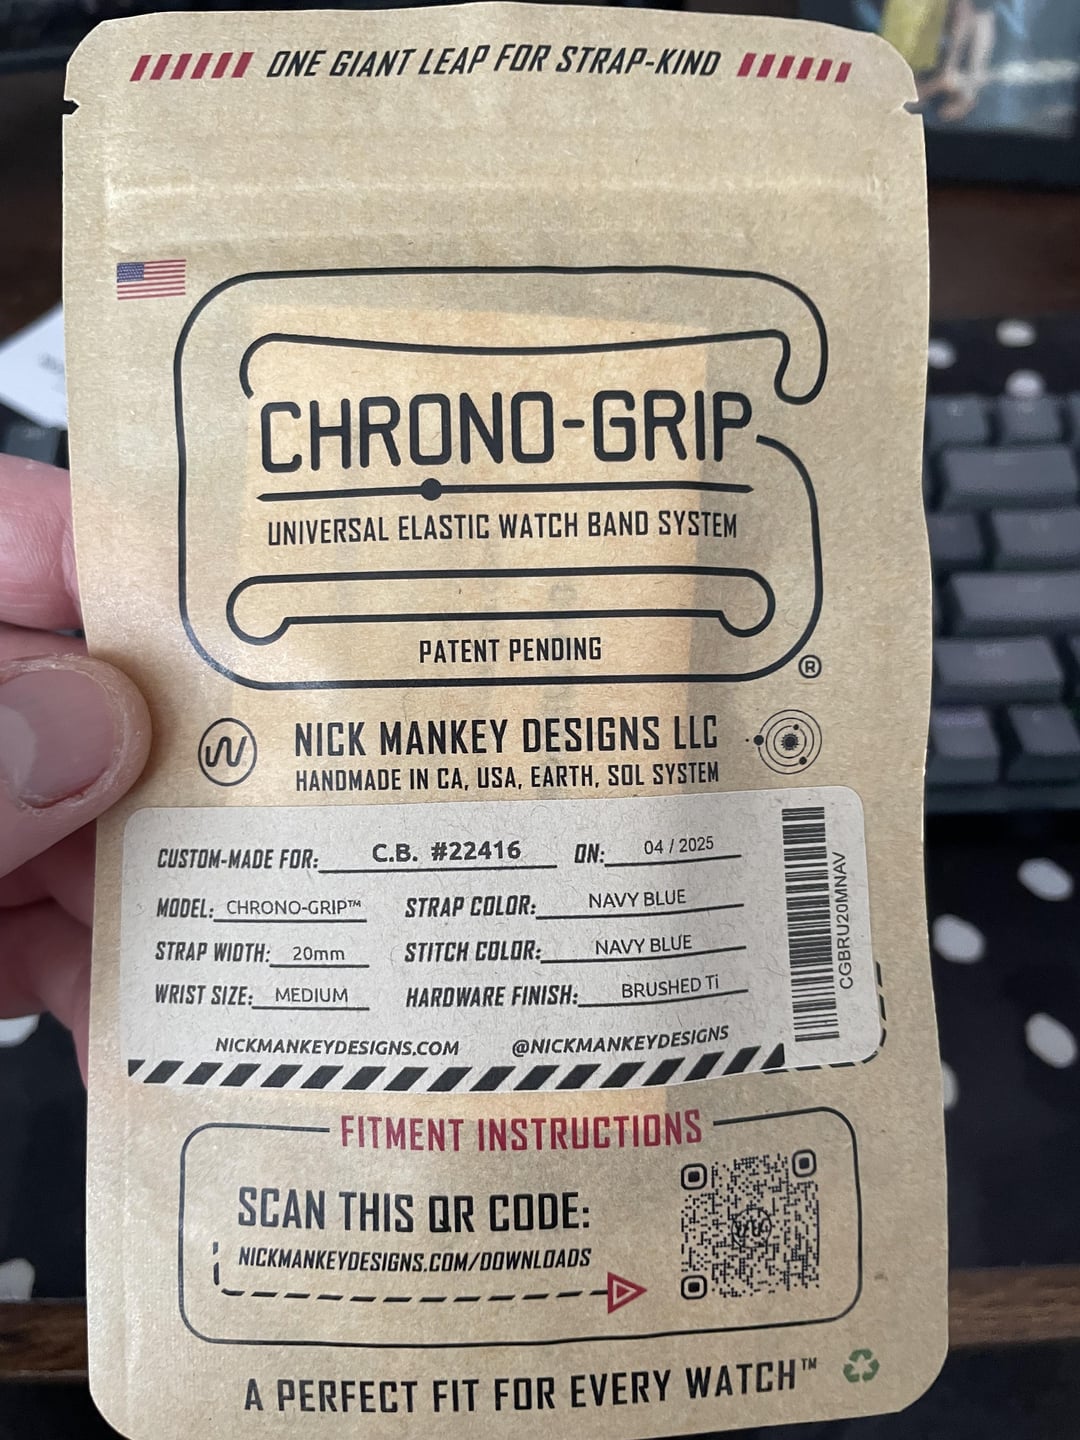 ONE GIANT LEAP FOR STRAP-KIND
CHRONO-GRIP
UNIVERSAL ELASTIC WATCH BAND SYSTEM
PATENT PENDING
®
NICK MANKEY DESIGNS LLC
HANDMADE IN CA, USA, EARTH, SOL SYSTEM
CUSTOM-MADE FOR: C.B. #22416 ON: 04 / 2025
MODEL: CHRONO-GRIP™ STRAP COLOR: NAVY BLUE
STRAP WIDTH: 20mm STITCH COLOR: NAVY BLUE
WRIST SIZE: MEDIUM HARDWARE FINISH: BRUSHED Ti
NICKMANKEYDESIGNS.COM @NICKMANKEYDESIGNS
CGBRU20MNAV
FITMENT INSTRUCTIONS
SCAN THIS QR CODE:
NICKMANKEYDESIGNS.COM/DOWNLOADS
A PERFECT FIT FOR EVERY WATCH™